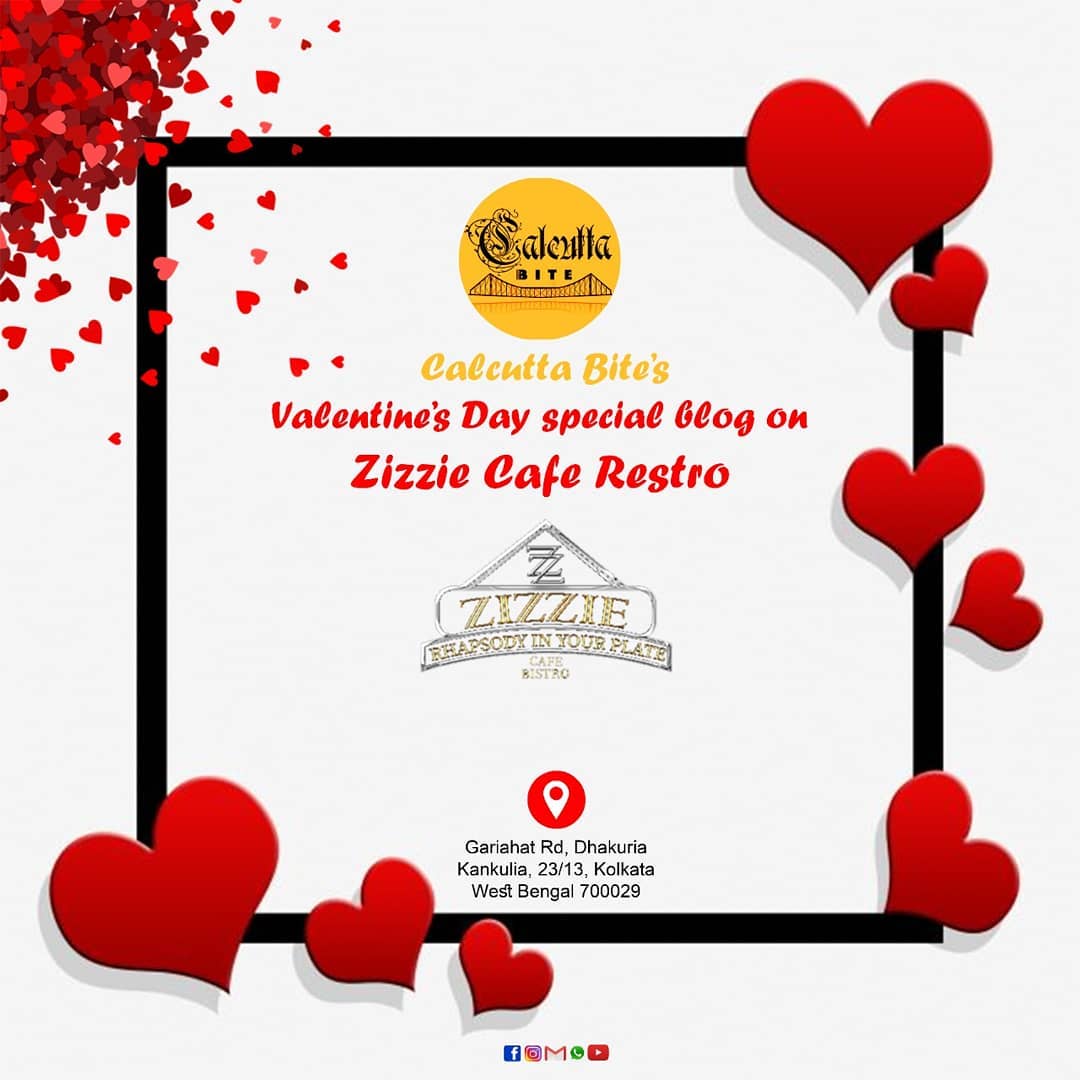 Calcutta
BITE
Calcutta Bite's
Valentine's Day special blog on
Zizzie Cafe Restro
ZZ
ZIZZIE
RHAPSODY IN YOUR PLATE
CAFE
BISTRO
Gariahat Rd, Dhakuria
Kankulia, 23/13, Kolkata
West Bengal 700029